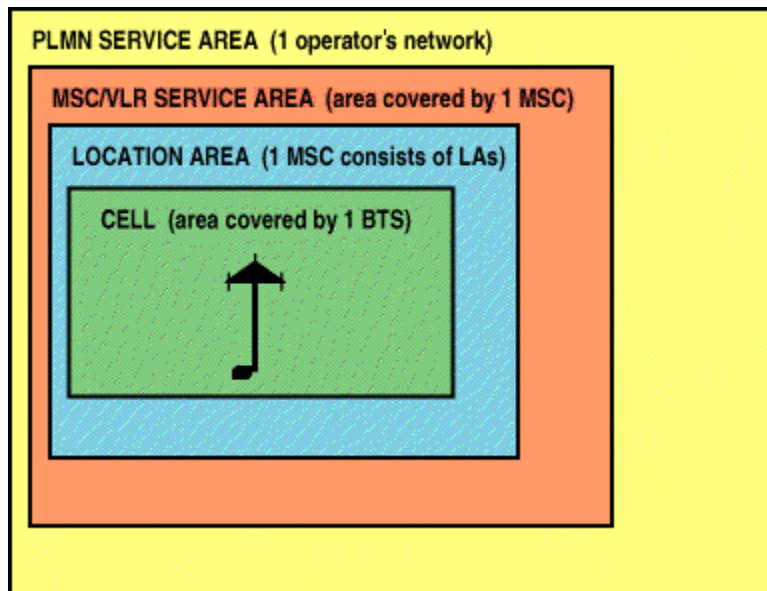 PLMN SERVICE AREA (1 operator's network)
MSC/VLR SERVICE AREA (area covered by 1 MSC)
LOCATION AREA (1 MSC consists of LAs)
CELL (area covered by 1 BTS)